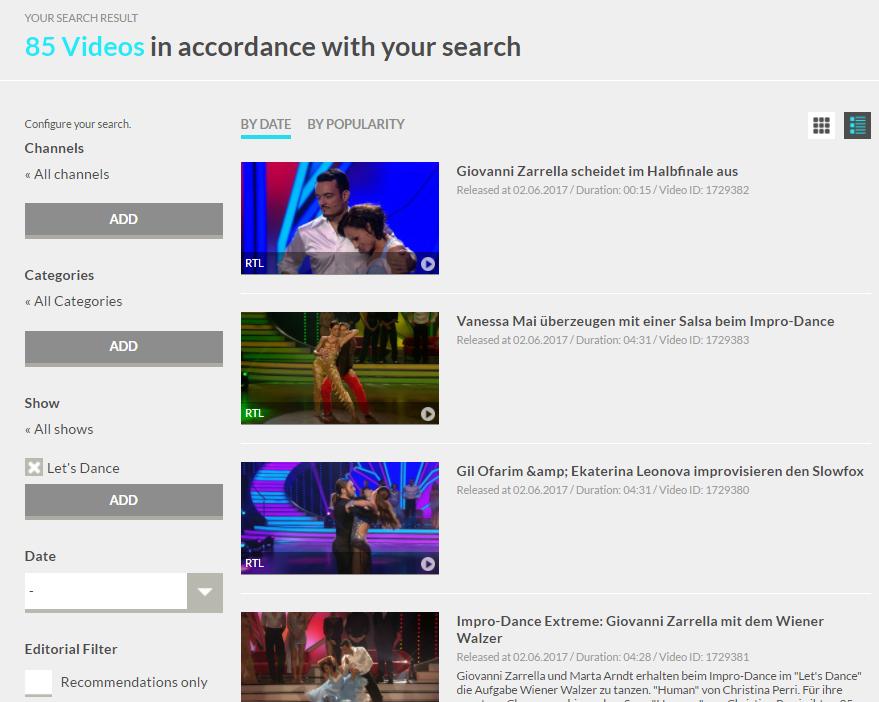 YOUR SEARCH RESULT
85 Videos in accordance with your search
Configure your search.
Channels
« All channels
ADD
Categories
« All Categories
ADD
Show
« All shows
Let's Dance
ADD
Date
-
Editorial Filter
Recommendations only
BY DATE BY POPULARITY
RTL
Giovanni Zarrella scheidet im Halbfinale aus
Released at 02.06.2017 / Duration: 00:15 / Video ID: 1729382
RTL
Vanessa Mai überzeugen mit einer Salsa beim Impro-Dance
Released at 02.06.2017 / Duration: 04:31 / Video ID: 1729383
RTL
Gil Ofarim &amp; Ekaterina Leonova improvisieren den Slowfox
Released at 02.06.2017 / Duration: 04:31 / Video ID: 1729380
Impro-Dance Extreme: Giovanni Zarrella mit dem Wiener
Walzer
Released at 02.06.2017 / Duration: 04:28 / Video ID: 1729381
Giovanni Zarrella und Marta Arndt erhalten beim Impro-Dance im "Let's Dance"
die Aufgabe Wiener Walzer zu tanzen. "Human" von Christina Perri. Für ihre